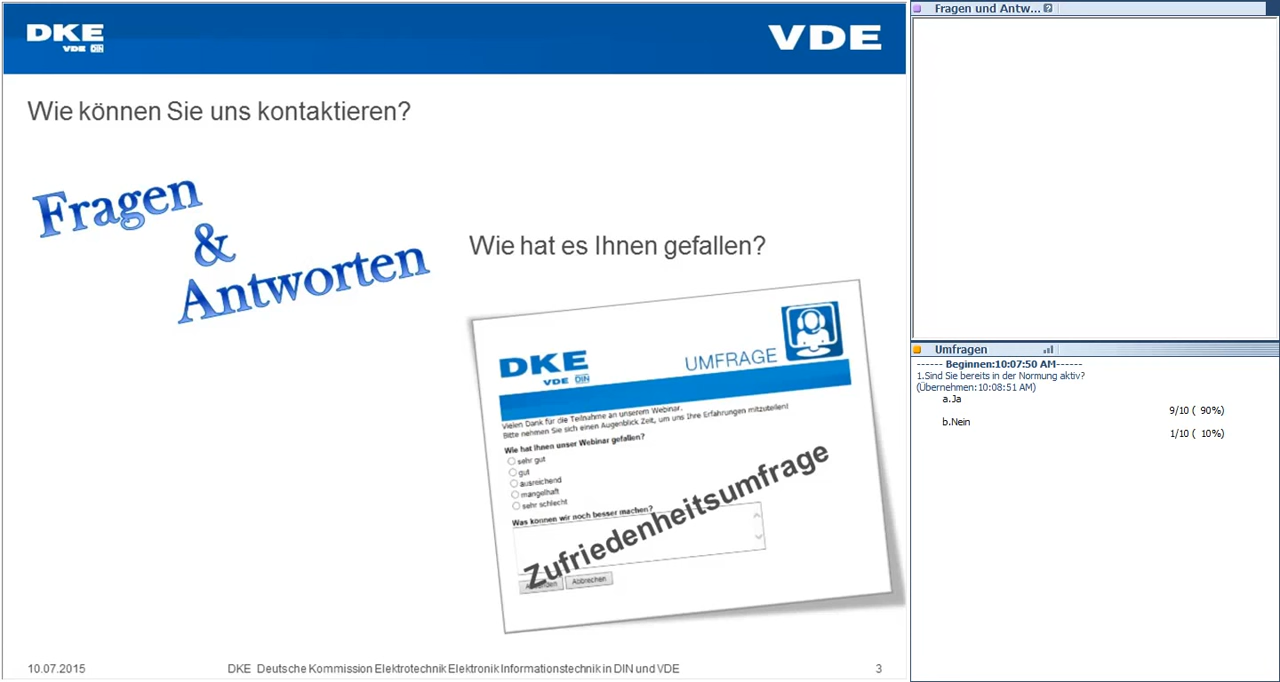 DKE
VDE DIN
VDE
Wie können Sie uns kontaktieren?
Fragen
&
Antworten
Wie hat es Ihnen gefallen?
DKE
VDE DIN
UMFRAGE
Vielen Dank für die Teilnahme an unserem Webinar.
Bitte nehmen Sie sich einen Augenblick Zeit, um uns Ihre Erfahrungen mitzuteilen!
Wie hat Ihnen unser Webinar gefallen?
sehr gut
gut
ausreichend
mangelhaft
sehr schlecht
Was können wir noch besser machen?
Zufriedenheitsumfrage
Abbrechen
10.07.2015
DKE Deutsche Kommission Elektrotechnik Elektronik Informationstechnik in DIN und VDE
3
Fragen und Antw... ?
Umfragen
------ Beginnen:10:07:50 AM------
1.Sind Sie bereits in der Normung aktiv?
(Übernehmen:10:08:51 AM)
a.Ja
9/10 ( 90%)
b.Nein
1/10 ( 10%)